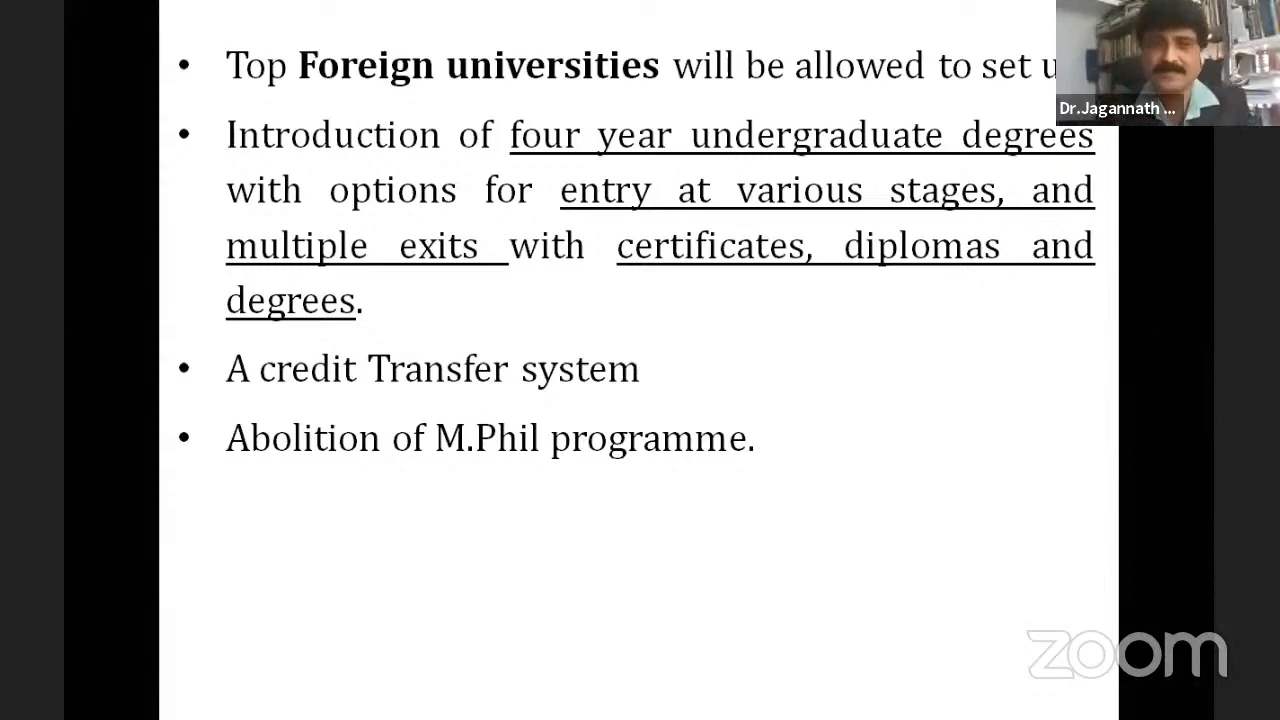 • Top Foreign universities will be allowed to set
• Introduction of four year undergraduate degrees
with options for entry at various stages, and
multiple exits with certificates, diplomas and
degrees.
• A credit Transfer system
• Abolition of M.Phil programme.
Dr.Jagannath ...
zoom